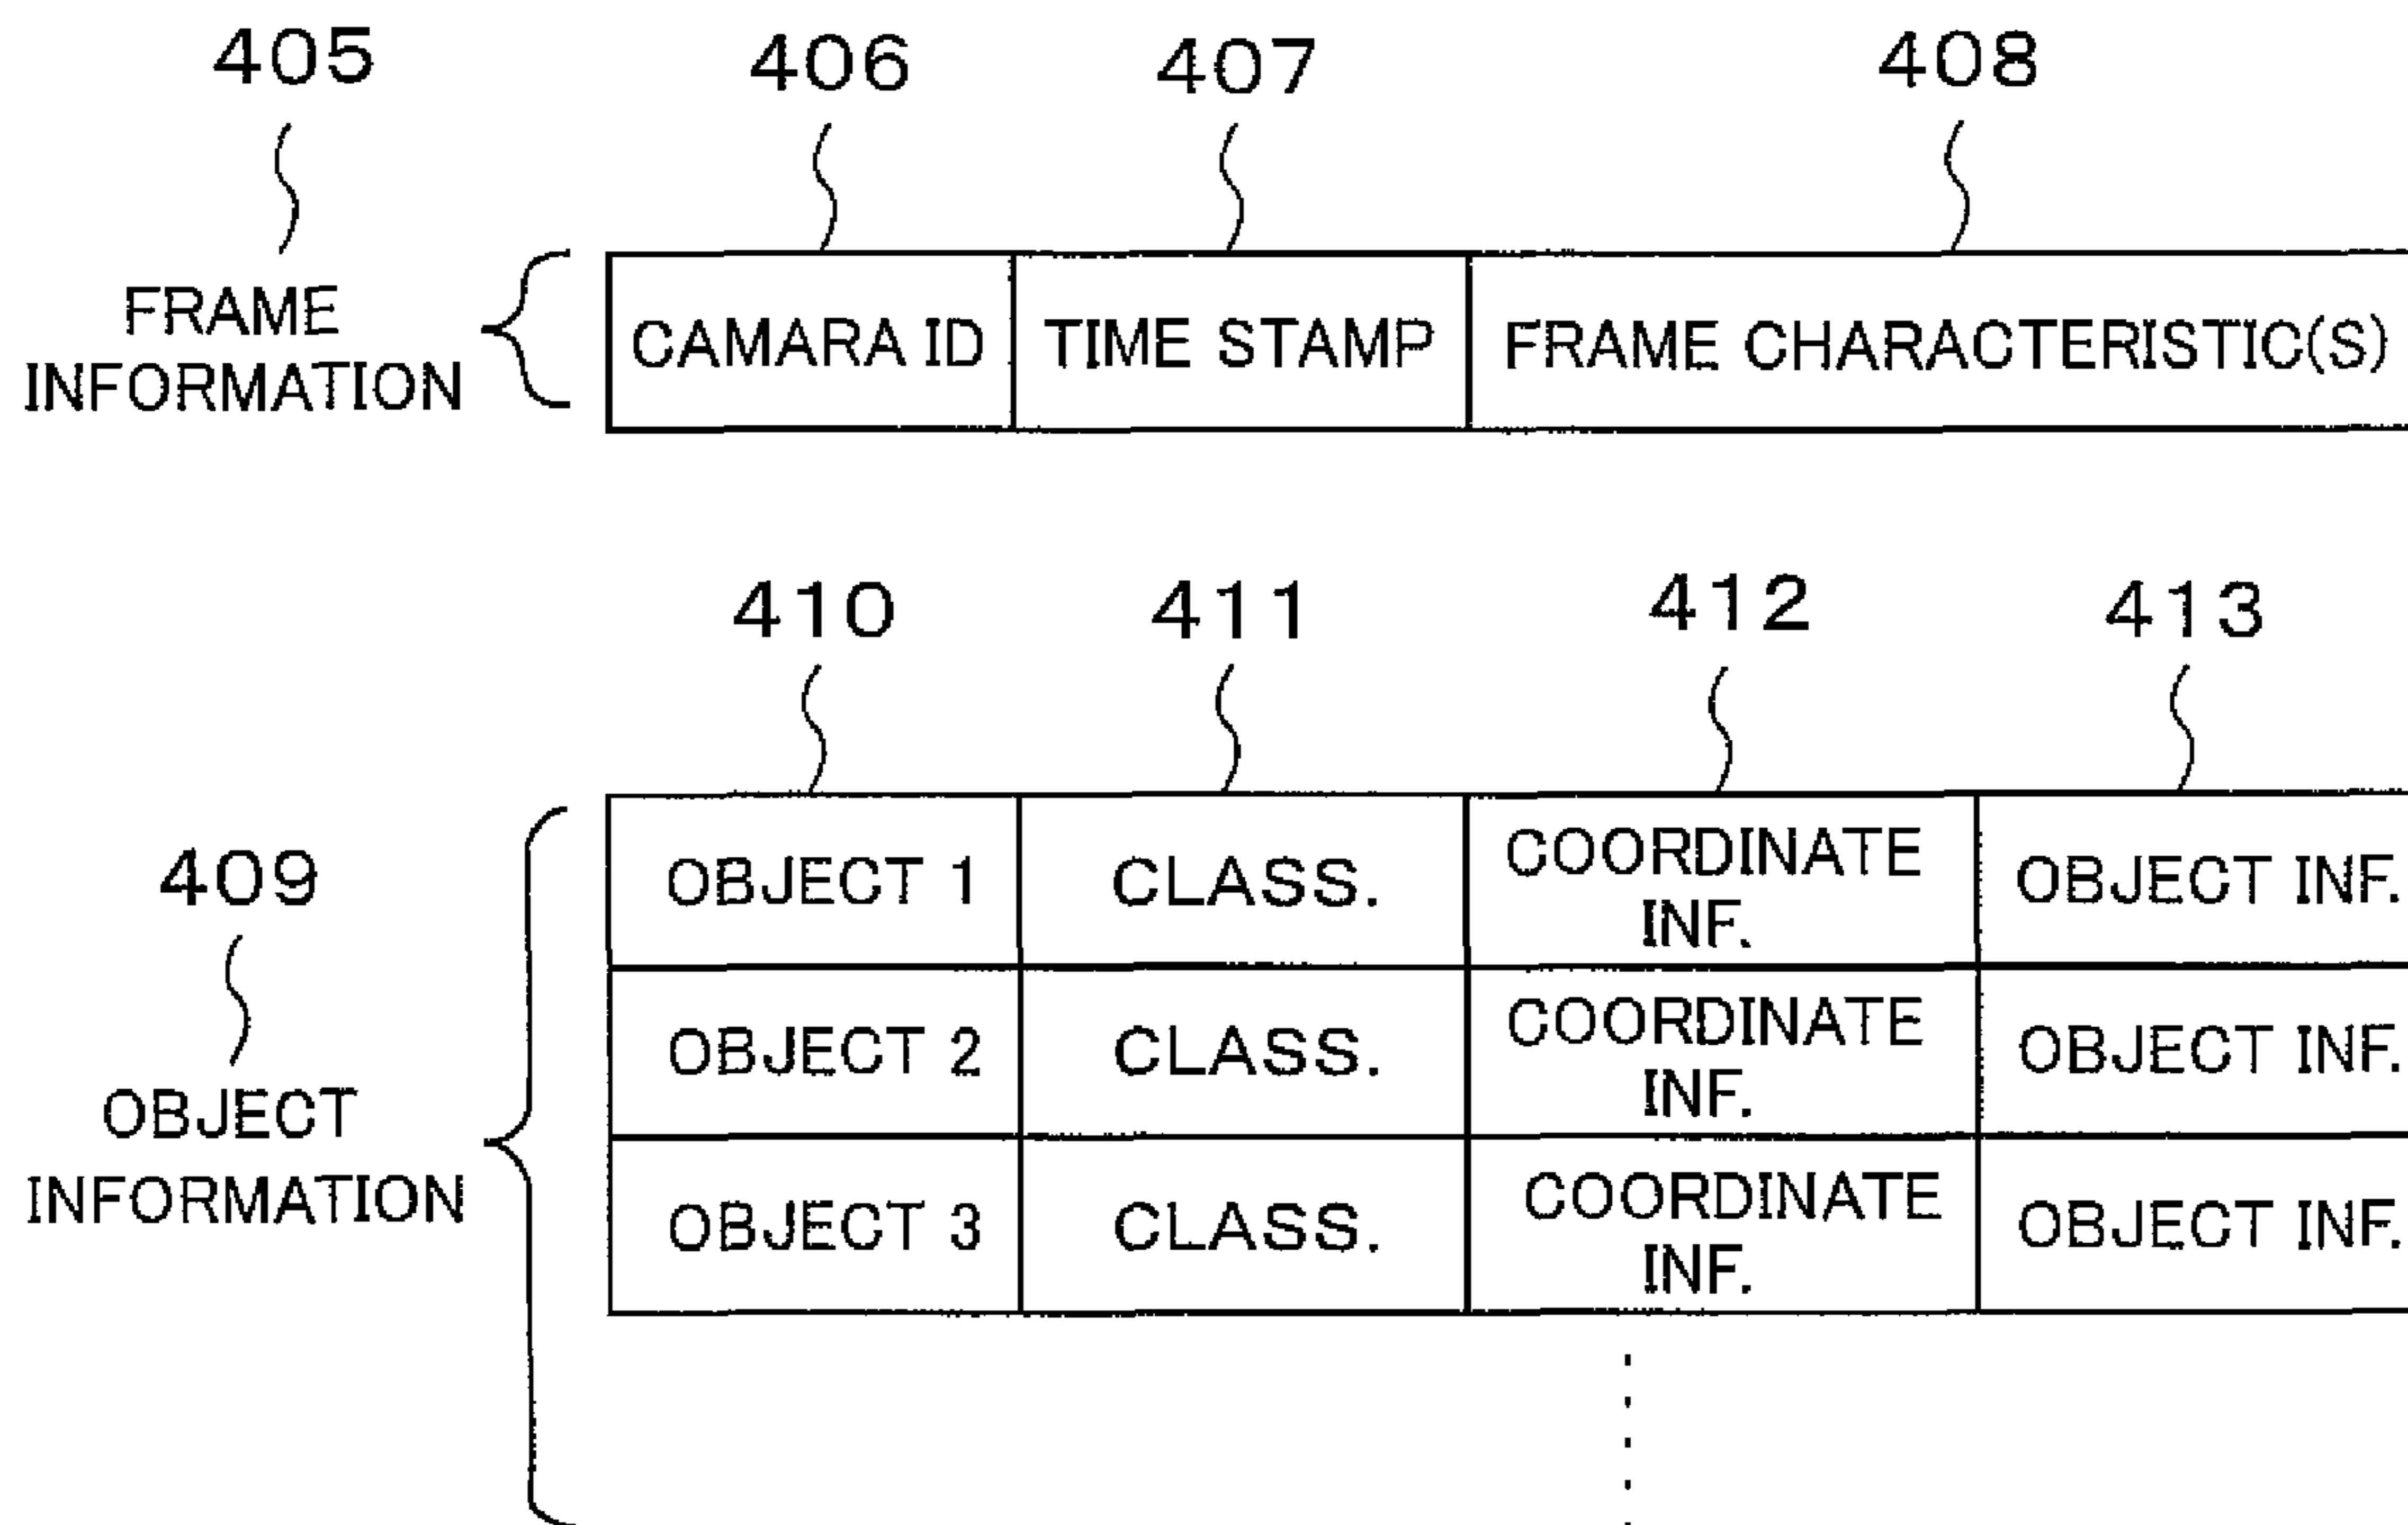 405 406 407 408
FRAME
INFORMATION
CAMARA ID TIME STAMP FRAME CHARACTERISTIC(S)
410 411 412 413
409
OBJECT
INFORMATION
OBJECT 1 CLASS. COORDINATE
INF. OBJECT INF.
OBJECT 2 CLASS. COORDINATE
INF. OBJECT INF.
OBJECT 3 CLASS. COORDINATE
INF. OBJECT INF.